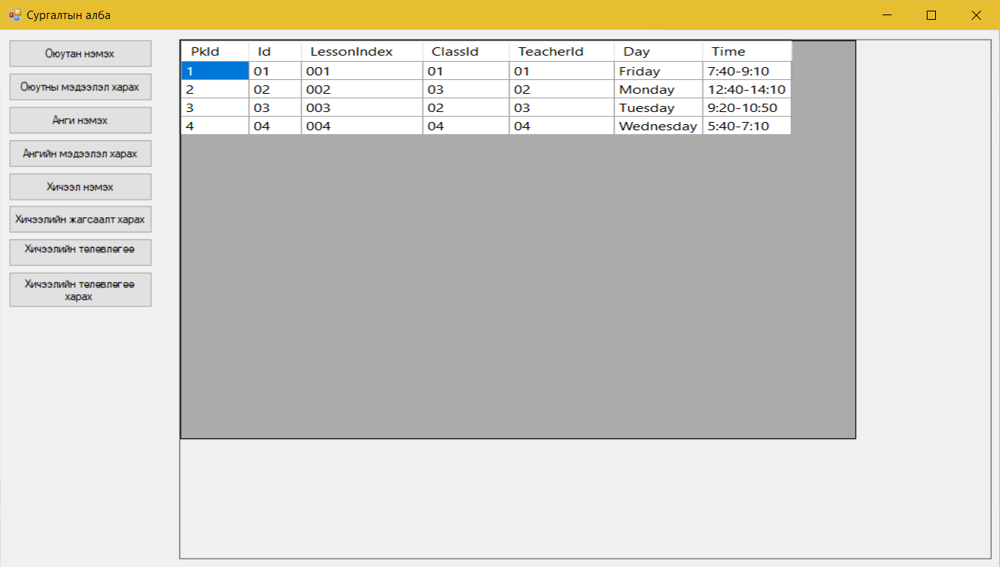 Сургалтын алба
Оюутан нэмэх
Оюутны мэдээлэл харах
Анги нэмэх
Ангийн мэдээлэл харах
Хичээл нэмэх
Хичээлийн жагсаалт харах
Хичээлийн төлөвлөгөө
Хичээлийн төлөвлөгөө
харах
PkId Id LessonIndex ClassId TeacherId Day Time
1 01 001 01 01 Friday 7:40-9:10
2 02 002 03 02 Monday 12:40-14:10
3 03 003 02 03 Tuesday 9:20-10:50
4 04 004 04 04 Wednesday 5:40-7:10